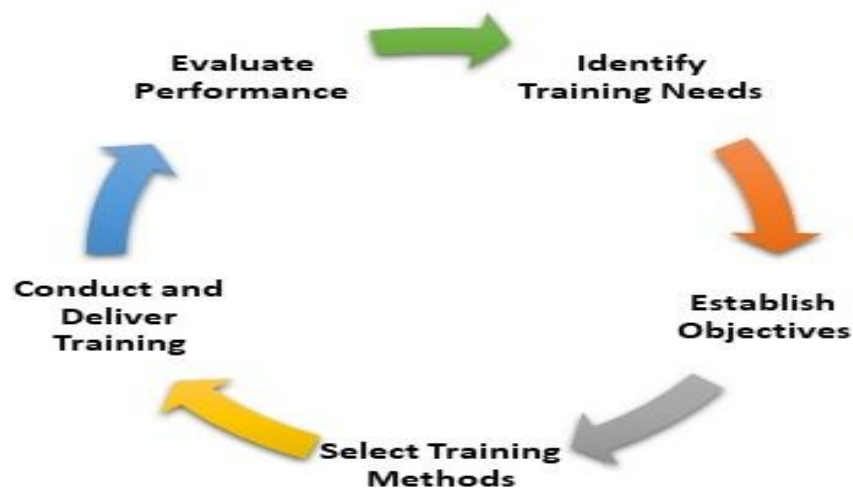 Evaluate
Performance
Identify
Training Needs
Establish
Objectives
Select Training
Methods
Conduct and
Deliver
Training